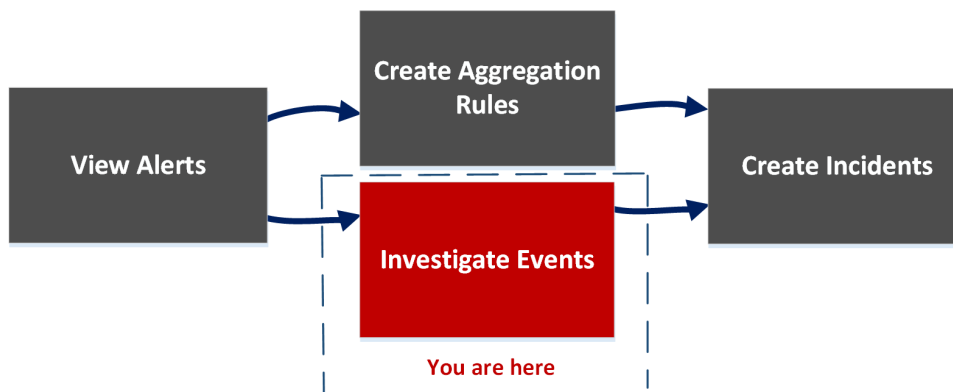 View Alerts
Create Aggregation
Rules
Investigate Events
You are here
Create Incidents